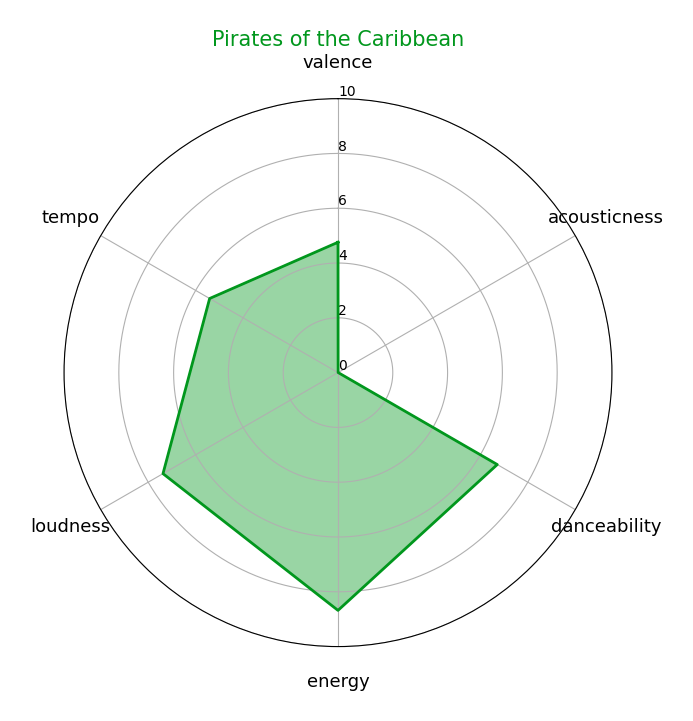 Pirates of the Caribbean
valence
10
8
6
4
2
0
tempo
acousticness
loudness
danceability
energy